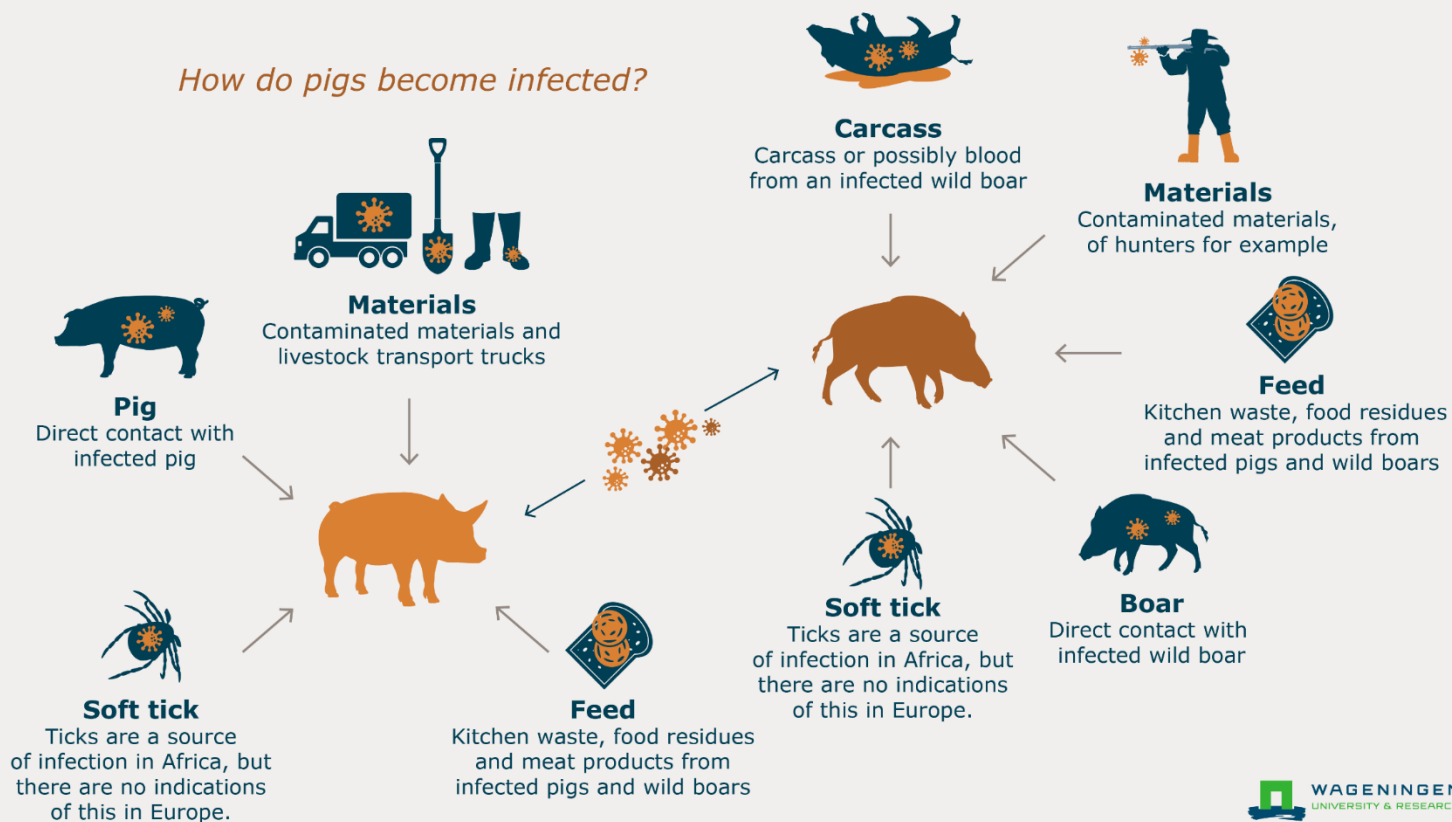 How do pigs become infected?
Carcass
Carcass or possibly blood
from an infected wild boar
Materials
Contaminated materials,
of hunters for example
Materials
Contaminated materials and
livestock transport trucks
Pig
Direct contact with
infected pig
Feed
Kitchen waste, food residues
and meat products from
infected pigs and wild boars
Soft tick
Ticks are a source
of infection in Africa, but
there are no indications
of this in Europe.
Boar
Direct contact with
infected wild boar
Soft tick
Ticks are a source
of infection in Africa, but
there are no indications
of this in Europe.
Feed
Kitchen waste, food residues
and meat products from
infected pigs and wild boars
WAGENINGEN
UNIVERSITY & RESEARCH